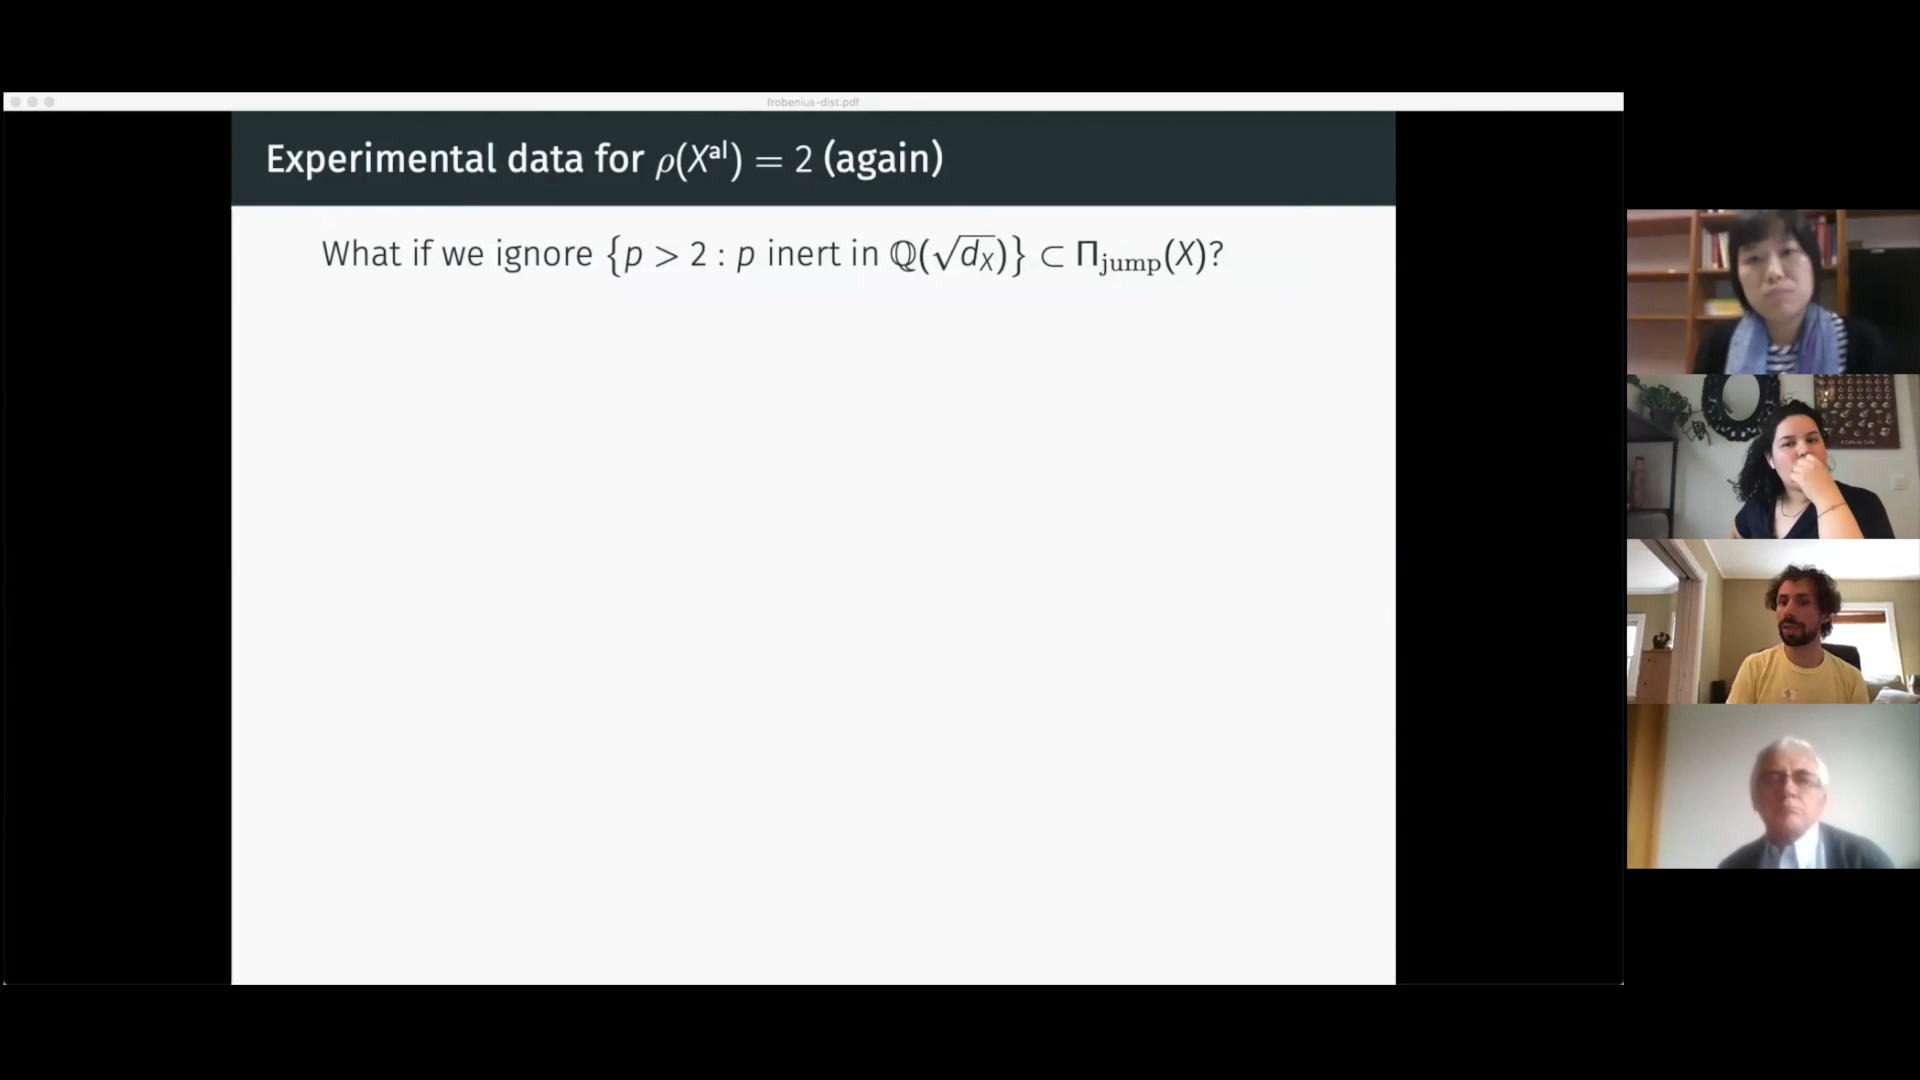 frobenius-dist.pdf
Experimental data for ρ(X^al) = 2 (again)
What if we ignore {p > 2 : p inert in ℚ(√d_X)} ⊂ Π_jump(X)?